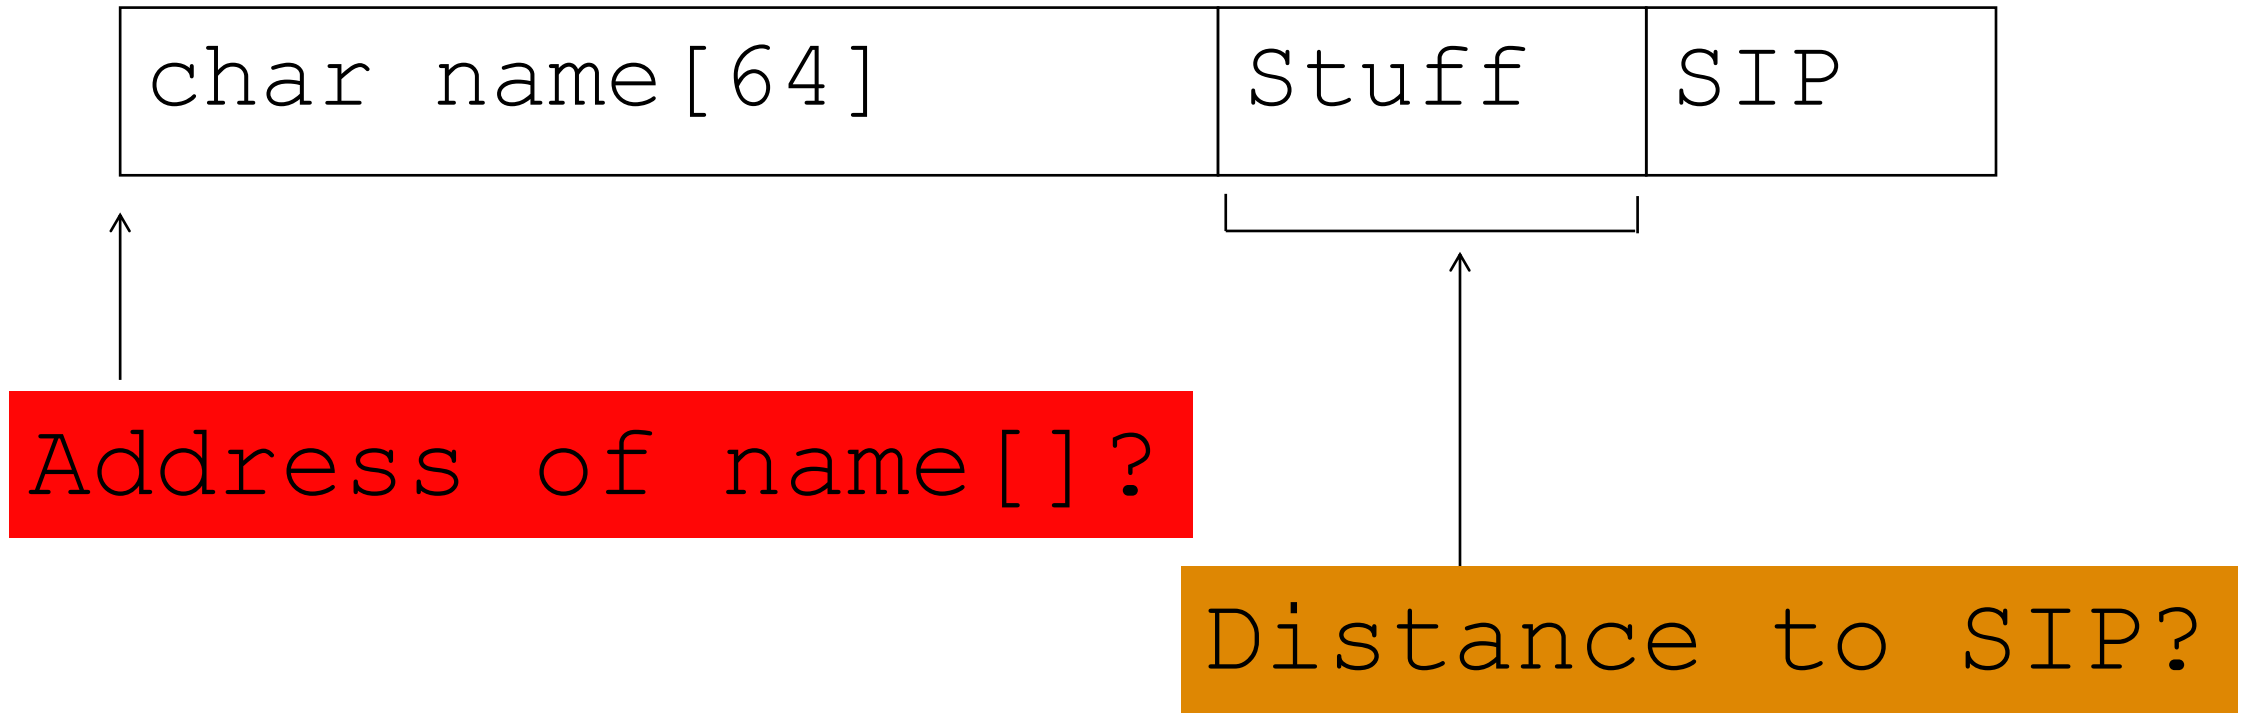 char name[64] Stuff SIP
Address of name[]?
Distance to SIP?